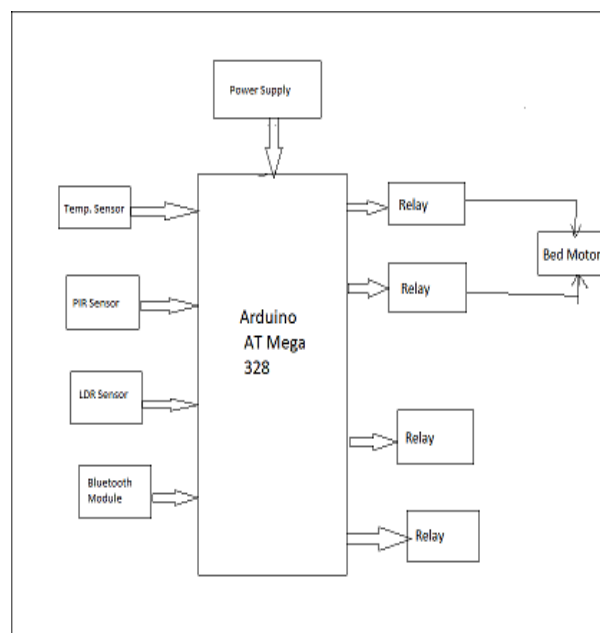 Power Supply
Temp. Sensor
PIR Sensor
LDR Sensor
Bluetooth
Module
Arduino
AT Mega
328
Relay
Relay
Bed Motor
Relay
Relay